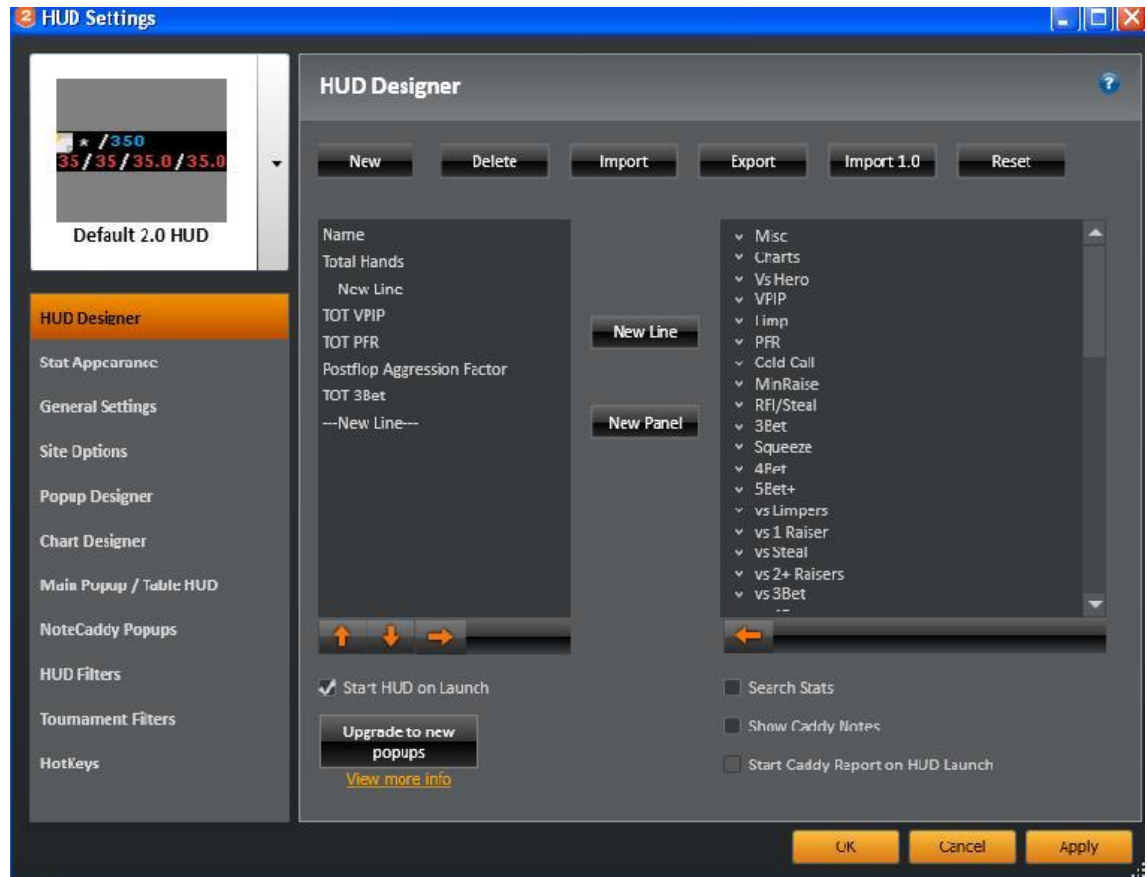 2 HUD Settings
* /350
35/35/35.0/35.0
Default 2.0 HUD
HUD Designer
Stat Appearance
General Settings
Site Options
Popup Designer
Chart Designer
Main Popup / Table HUD
NoteCaddy Popups
HUD Filters
Tournament Filters
HotKeys
HUD Designer
?
New
Delete
Import
Export
Import 1.0
Reset
Name
Total Hands
New Line
TOT VPIP
TOT PFR
Postflop Aggression Factor
TOT 3Bet
---New Line---
New Line
New Panel
Misc
Charts
Vs Hero
VPIP
Limp
PFR
Cold Call
MinRaise
RFI/Steal
3Bet
Squeeze
4Bet
5Bet+
vs Limpers
vs 1 Raiser
vs Steal
vs 2+ Raisers
vs 3Bet
Start HUD on Launch
Upgrade to new
popups
View more info
Search Stats
Show Caddy Notes
Start Caddy Report on HUD Launch
OK
Cancel
Apply